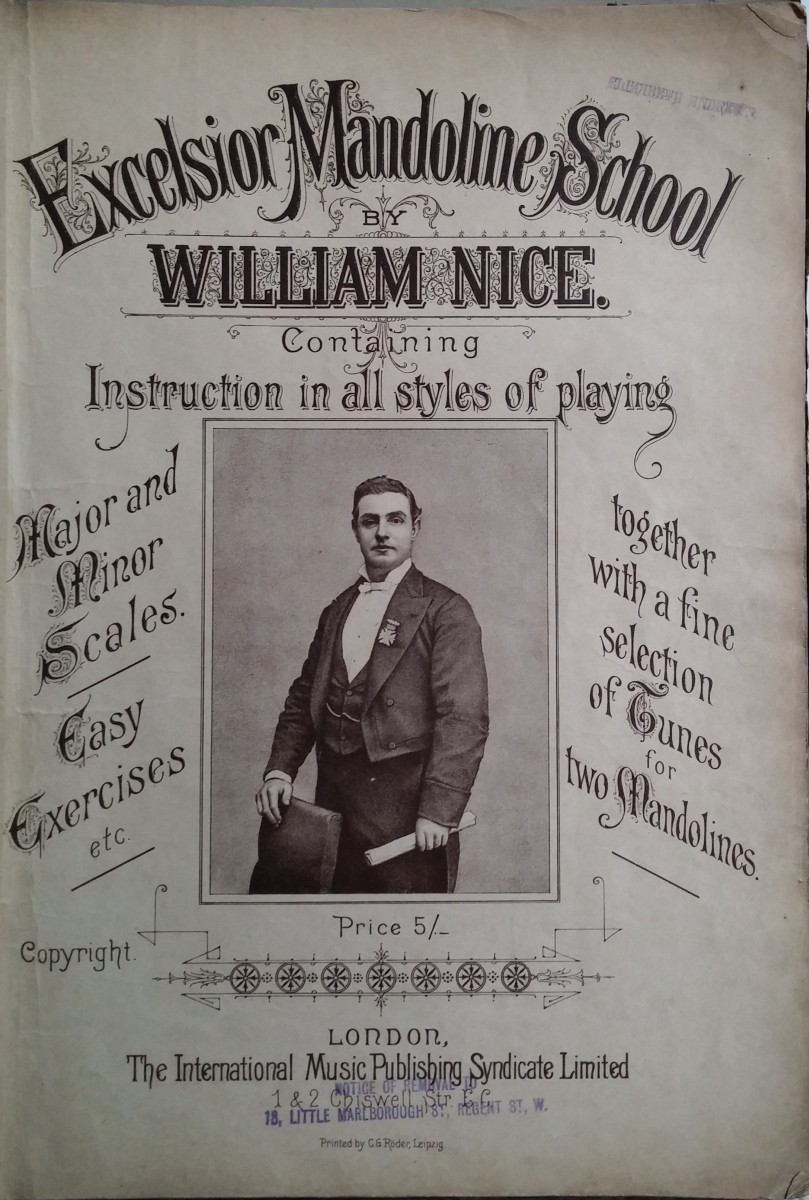 Excelsior Mandoline School
BY
WILLIAM NICE.
Containing
Instruction in all styles of playing
Major and
Minor
Scales.
Easy
Exercises
etc.
together
with a fine
selection
of Tunes
for
two Mandolines.
Price 5/-
Copyright.
LONDON,
The International Music Publishing Syndicate Limited
NOTICE OF REMOVAL TO
1 & 2 Chiswell Str. E.C.
18, LITTLE MARLBOROUGH ST, REGENT ST, W.
Printed by C.G. Röder, Leipzig